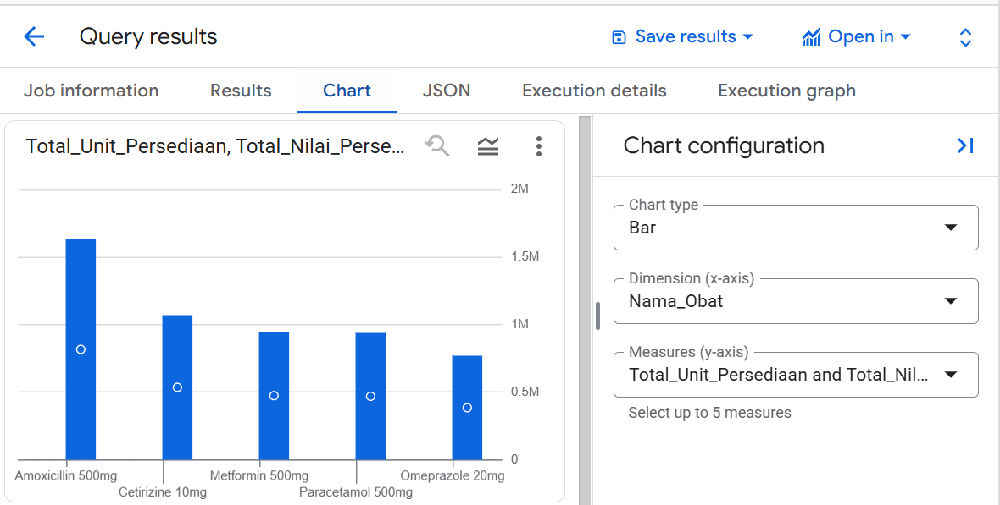 Query results
Save results
Open in
Job information
Results
Chart
JSON
Execution details
Execution graph
Total_Unit_Persediaan, Total_Nilai_Perse...
2M
1.5M
1M
0.5M
0
Amoxicillin 500mg
Cetirizine 10mg
Metformin 500mg
Paracetamol 500mg
Omeprazole 20mg
Chart configuration
Chart type
Bar
Dimension (x-axis)
Nama_Obat
Measures (y-axis)
Total_Unit_Persediaan and Total_Nil...
Select up to 5 measures